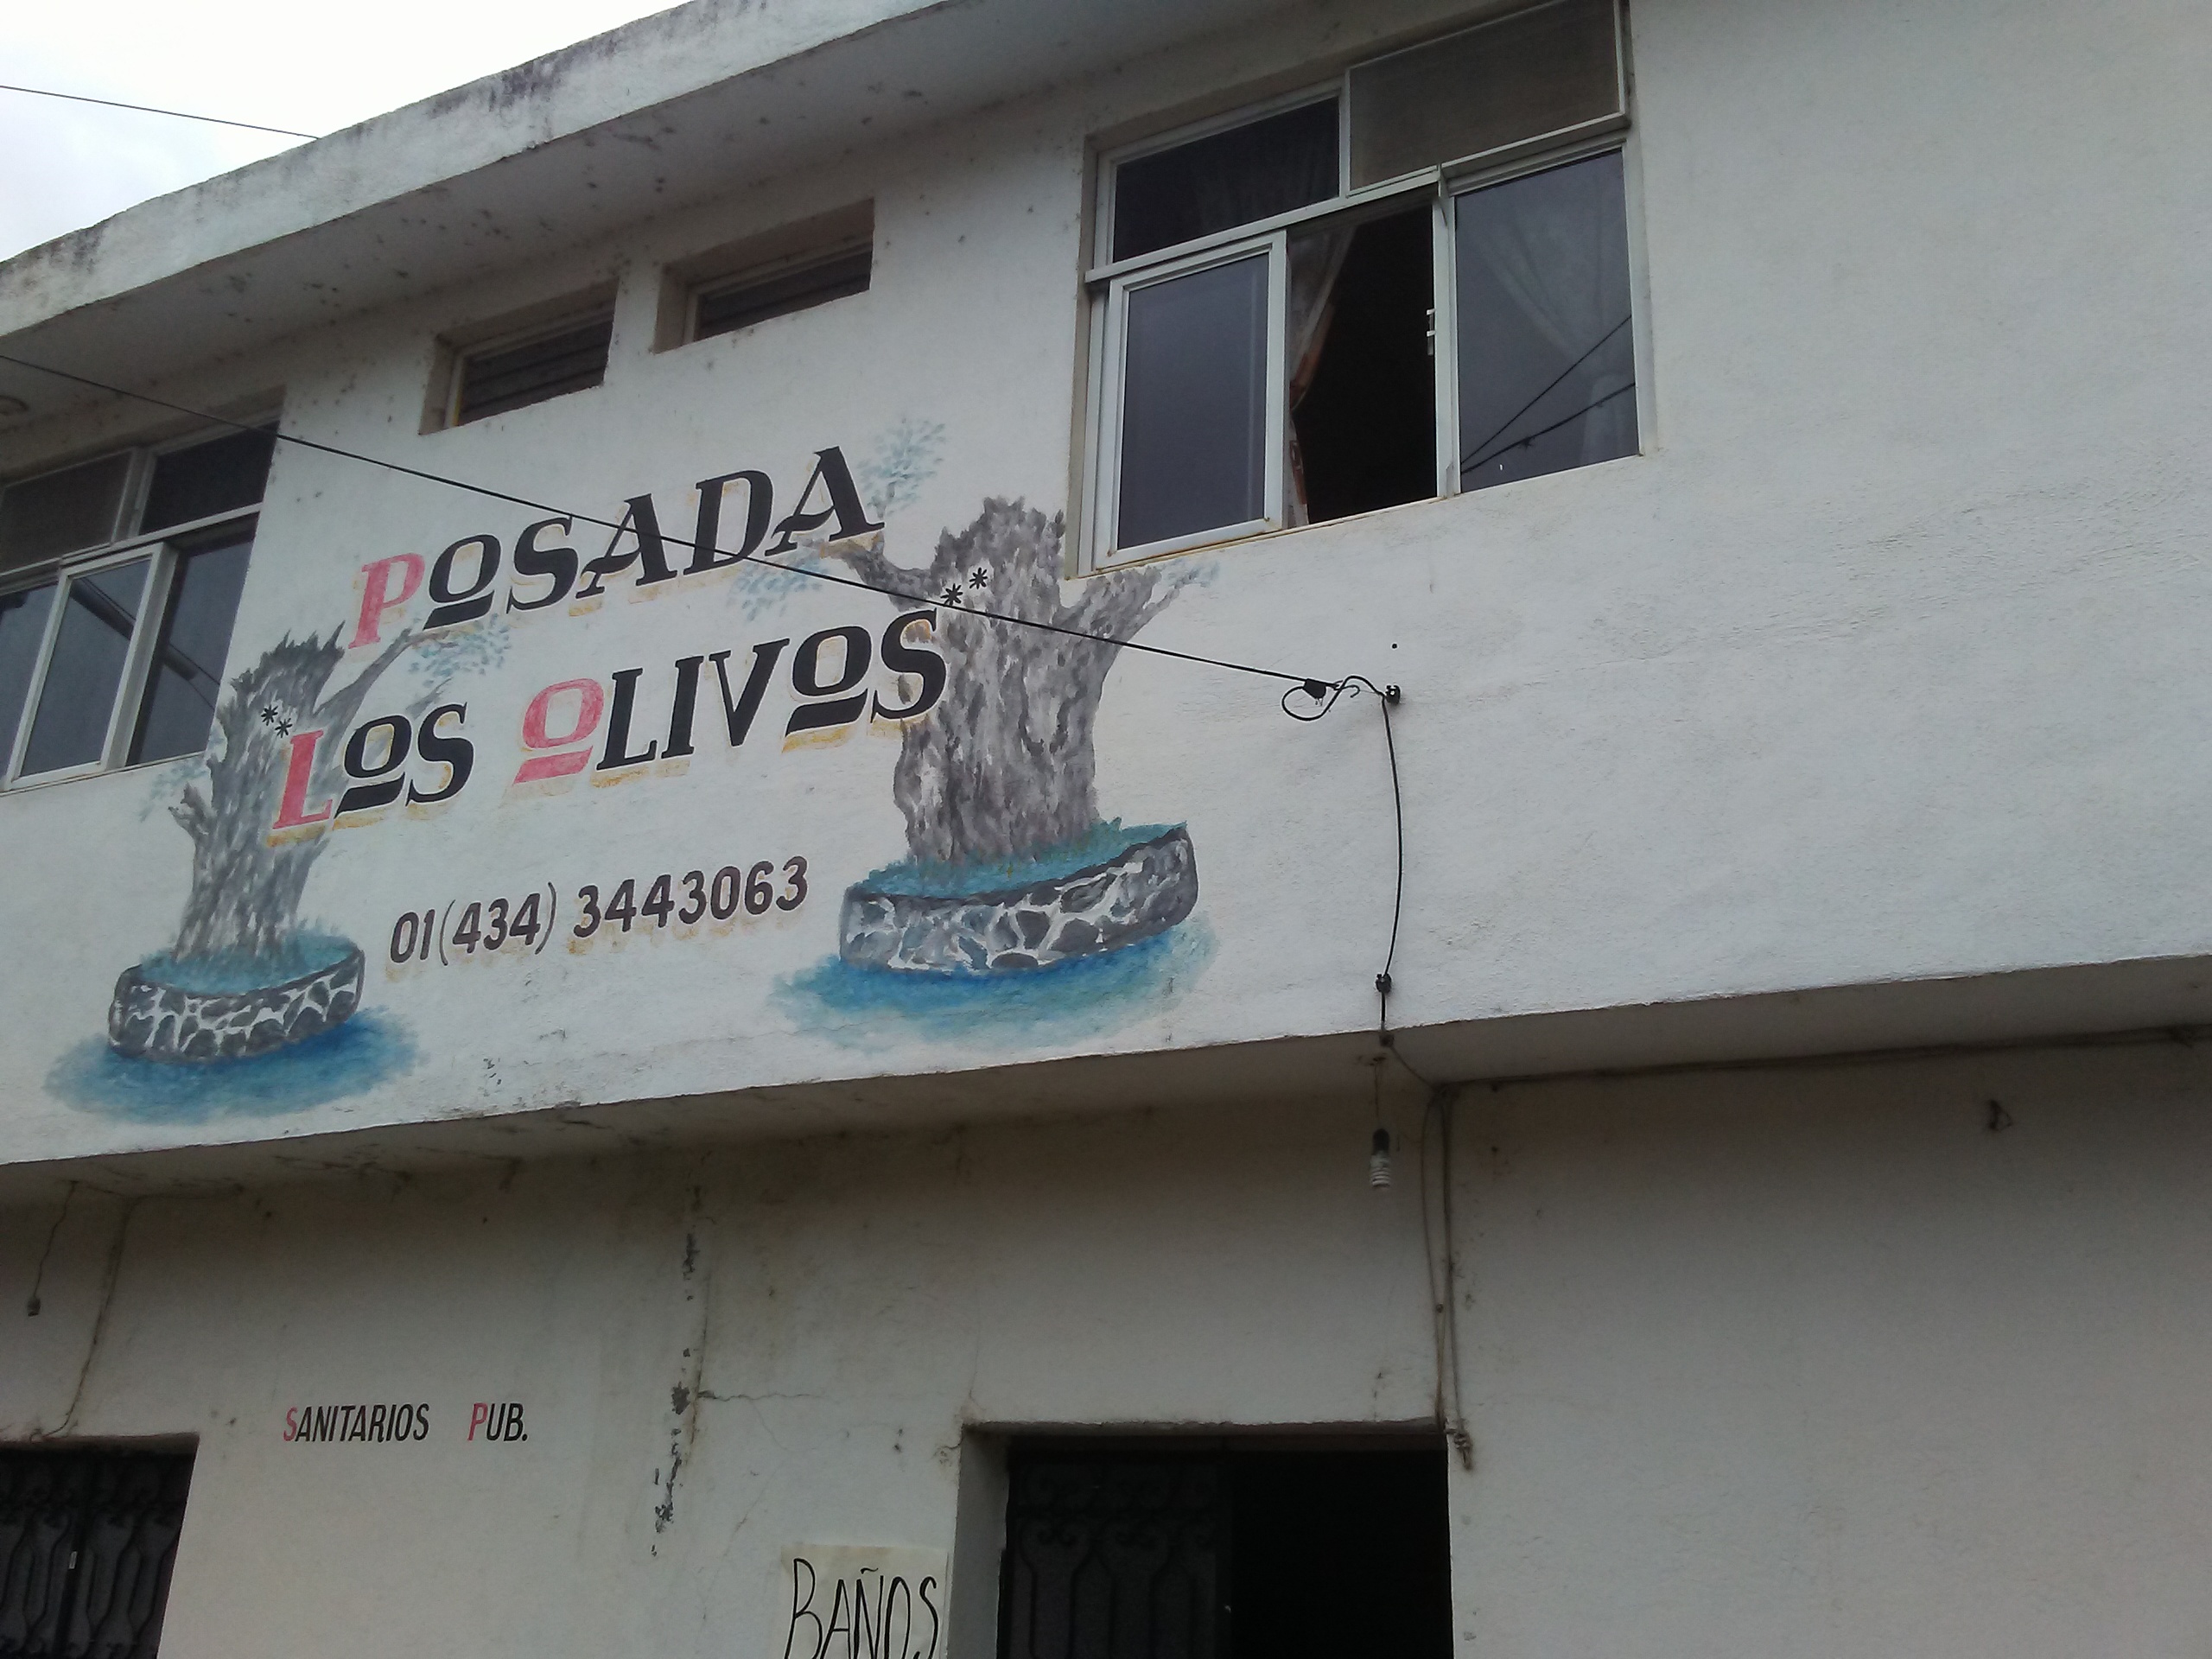 POSADA
**
LOS OLIVOS
**
01(434) 3443063
SANITARIOS PUB.
BAÑOS